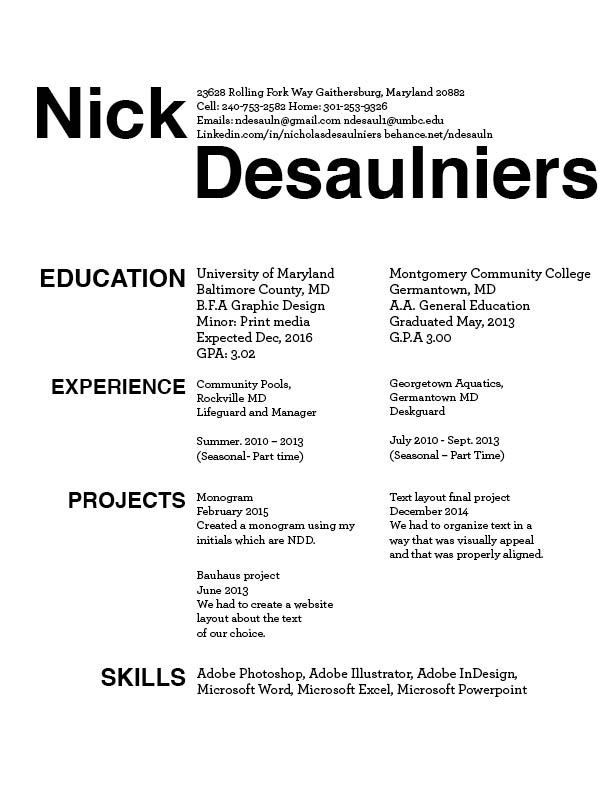 Nick
23628 Rolling Fork Way Gaithersburg, Maryland 20882
Cell: 240-753-2582 Home: 301-253-9326
Emails: ndesauln@gmail.com ndesaul1@umbc.edu
Linkedin.com/in/nicholasdesaulniers behance.net/ndesauln
Desaulniers
EDUCATION
University of Maryland
Baltimore County, MD
B.F.A Graphic Design
Minor: Print media
Expected Dec, 2016
GPA: 3.02
Montgomery Community College
Germantown, MD
A.A. General Education
Graduated May, 2013
G.P.A 3.00
EXPERIENCE
Community Pools,
Rockville MD
Lifeguard and Manager
Summer. 2010 – 2013
(Seasonal- Part time)
Georgetown Aquatics,
Germantown MD
Deskguard
July 2010 - Sept. 2013
(Seasonal – Part Time)
PROJECTS
Monogram
February 2015
Created a monogram using my
initials which are NDD.
Bauhaus project
June 2013
We had to create a website
layout about the text
of our choice.
Text layout final project
December 2014
We had to organize text in a
way that was visually appeal
and that was properly aligned.
SKILLS
Adobe Photoshop, Adobe Illustrator, Adobe InDesign,
Microsoft Word, Microsoft Excel, Microsoft Powerpoint